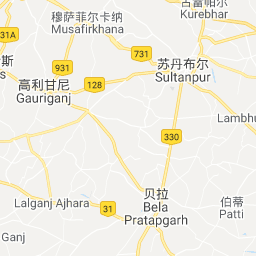 穆萨菲尔卡纳
Musafirkhana
古雷帕尔
Kurebhar
31A
731
斯
931
苏丹布尔
Sultanpur
高利甘尼
Gauriganj
128
Lambhu
330
贝拉
Bela
Pratapgarh
伯蒂
Patti
Lalganj Ajhara
31
Ganj